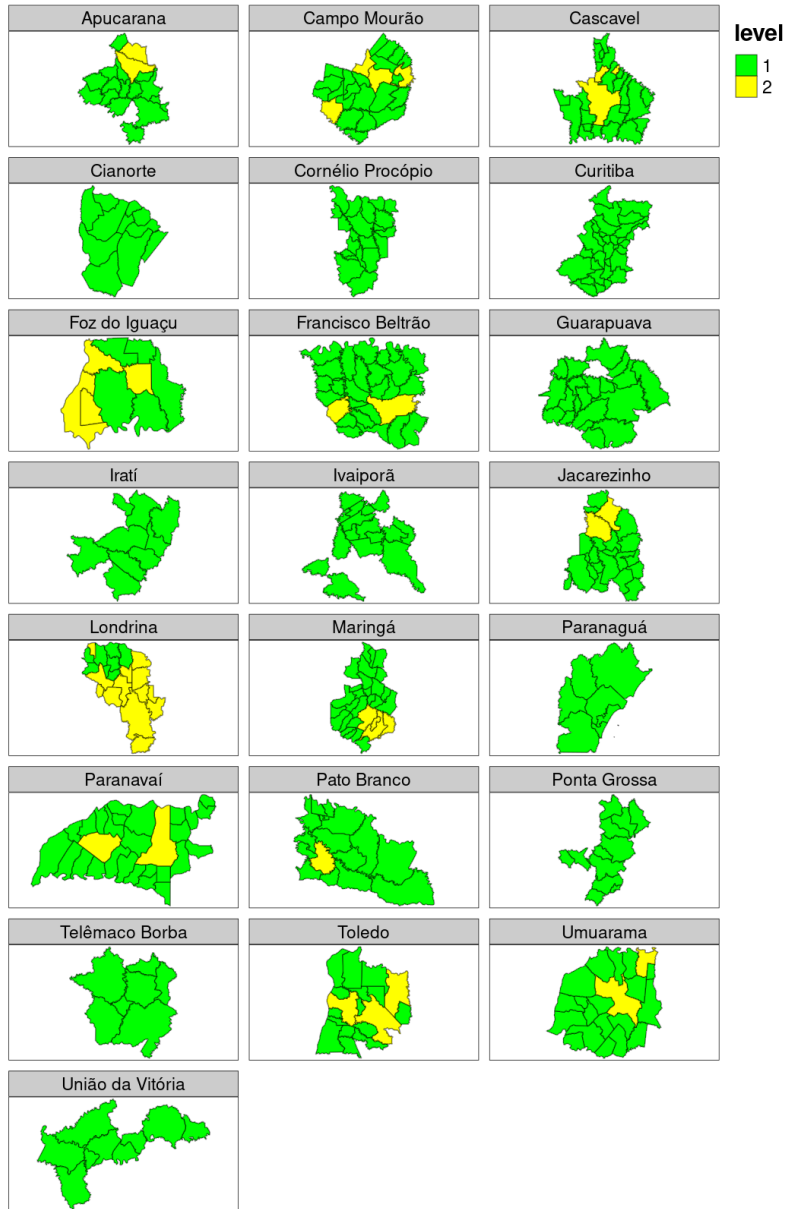 Apucarana
Campo Mourão
Cascavel
level
1
2
Cianorte
Cornélio Procópio
Curitiba
Foz do Iguaçu
Francisco Beltrão
Guarapuava
Iratí
Ivaiporã
Jacarezinho
Londrina
Maringá
Paranaguá
Paranavaí
Pato Branco
Ponta Grossa
Telêmaco Borba
Toledo
Umuarama
União da Vitória